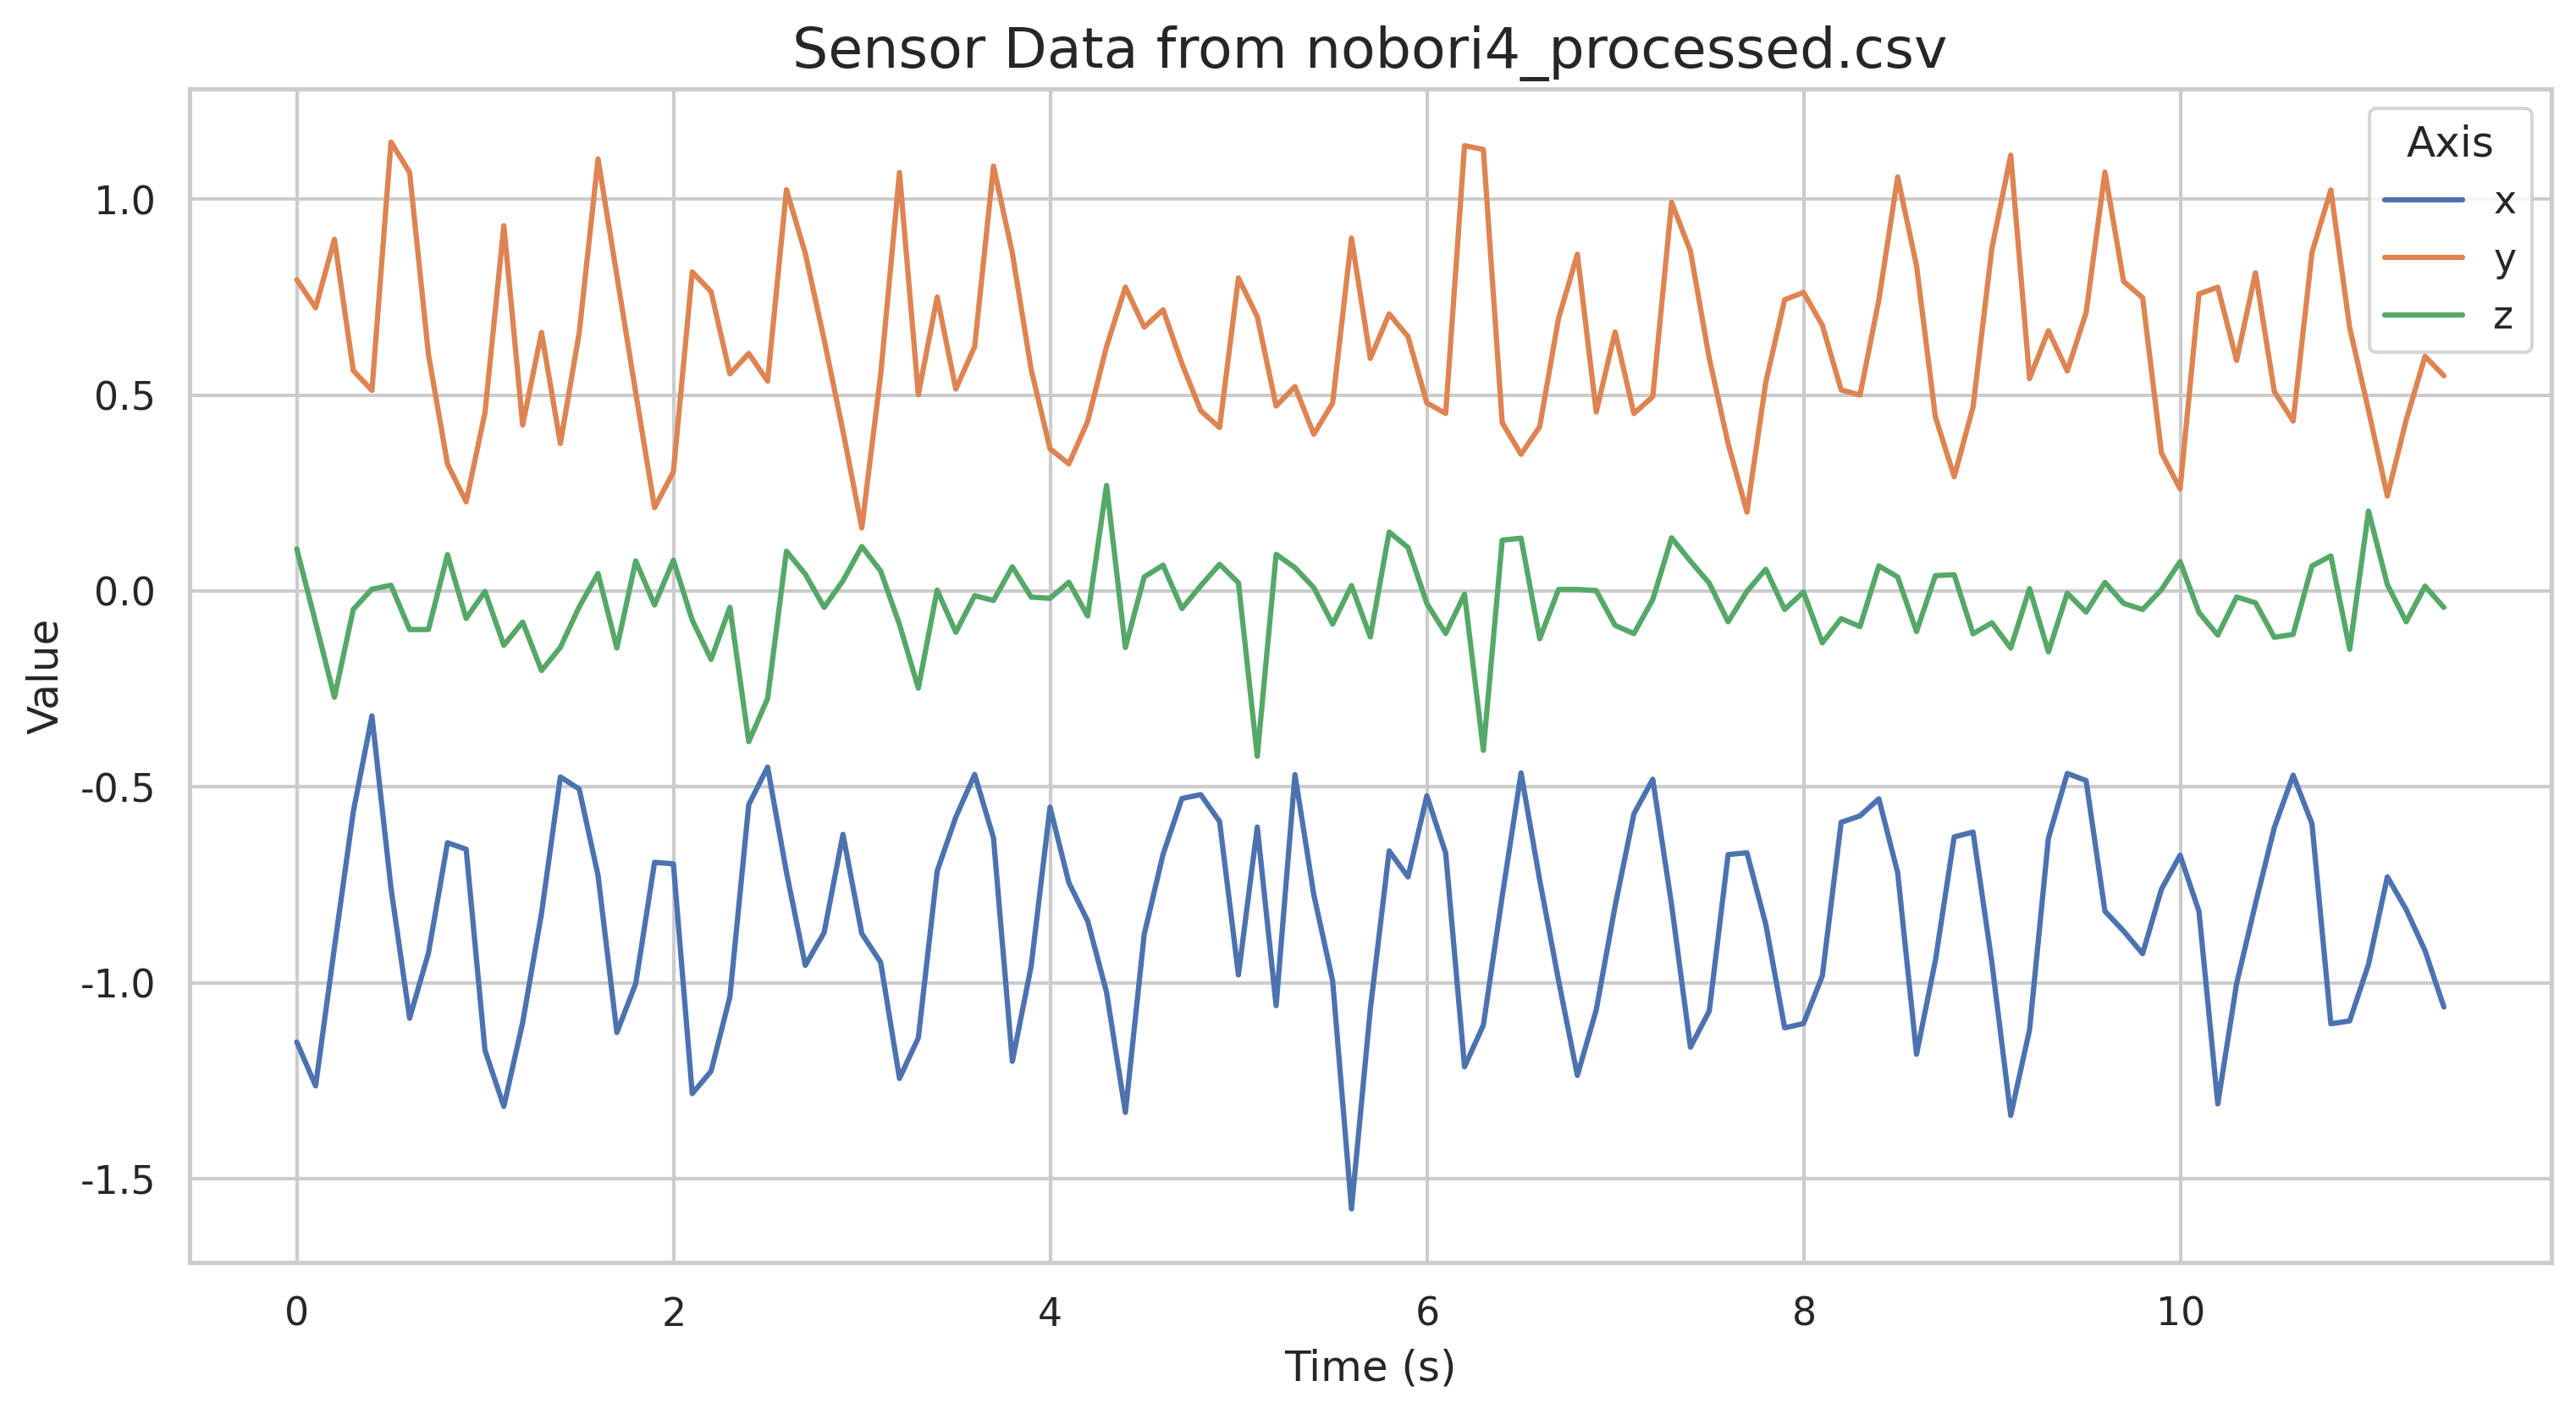 Sensor Data from nobori4_processed.csv
Axis
x
y
z
1.0
0.5
0.0
-0.5
-1.0
-1.5
Value
0 2 4 6 8 10
Time (s)